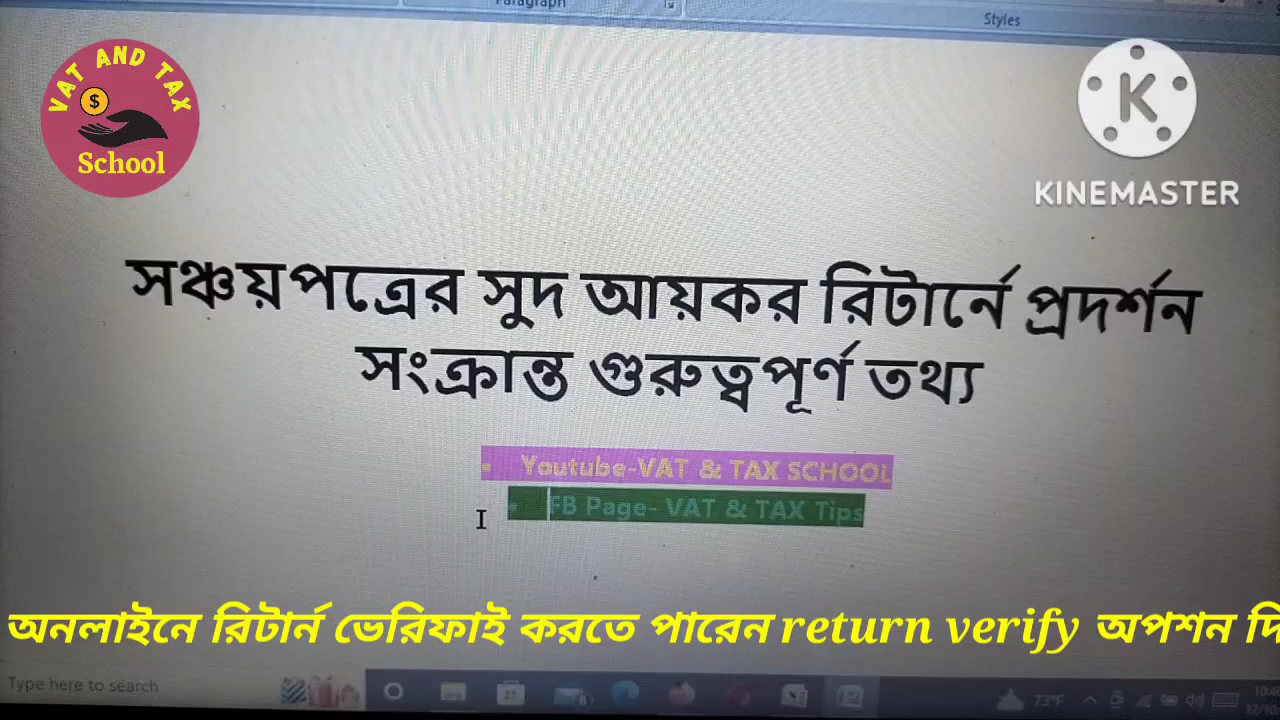 Paragraph
Styles
VAT AND TAX
$
School
K
KINEMASTER
সঞ্চয়পত্রের সুদ আয়কর রিটার্নে প্রদর্শন
সংক্রান্ত গুরুত্বপূর্ণ তথ্য
Youtube-VAT & TAX SCHOOL
FB Page- VAT & TAX Tips
অনলাইনে রিটার্ন ভেরিফাই করতে পারেন return verify অপশন দি
Type here to search
73°F